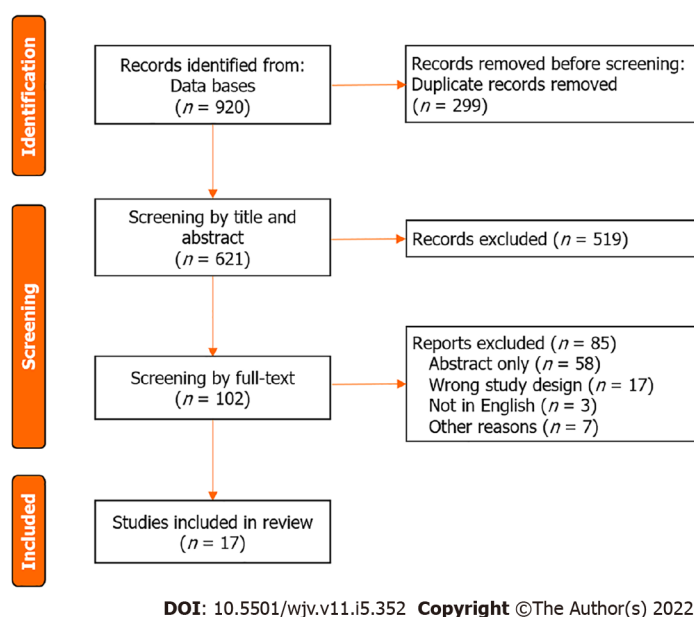 Identification
Records identified from:
Data bases
(n = 920)
Records removed before screening:
Duplicate records removed
(n = 299)
Screening
Screening by title and
abstract
(n = 621)
Records excluded (n = 519)
Screening by full-text
(n = 102)
Reports excluded (n = 85)
Abstract only (n = 58)
Wrong study design (n = 17)
Not in English (n = 3)
Other reasons (n = 7)
Included
Studies included in review
(n = 17)
DOI: 10.5501/wjv.v11.i5.352 Copyright ©The Author(s) 2022